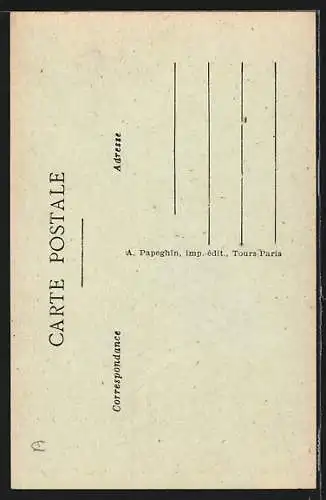 CARTE POSTALE
Correspondance
Adresse
A. Papeghin, imp.-édit., Tours-Paris